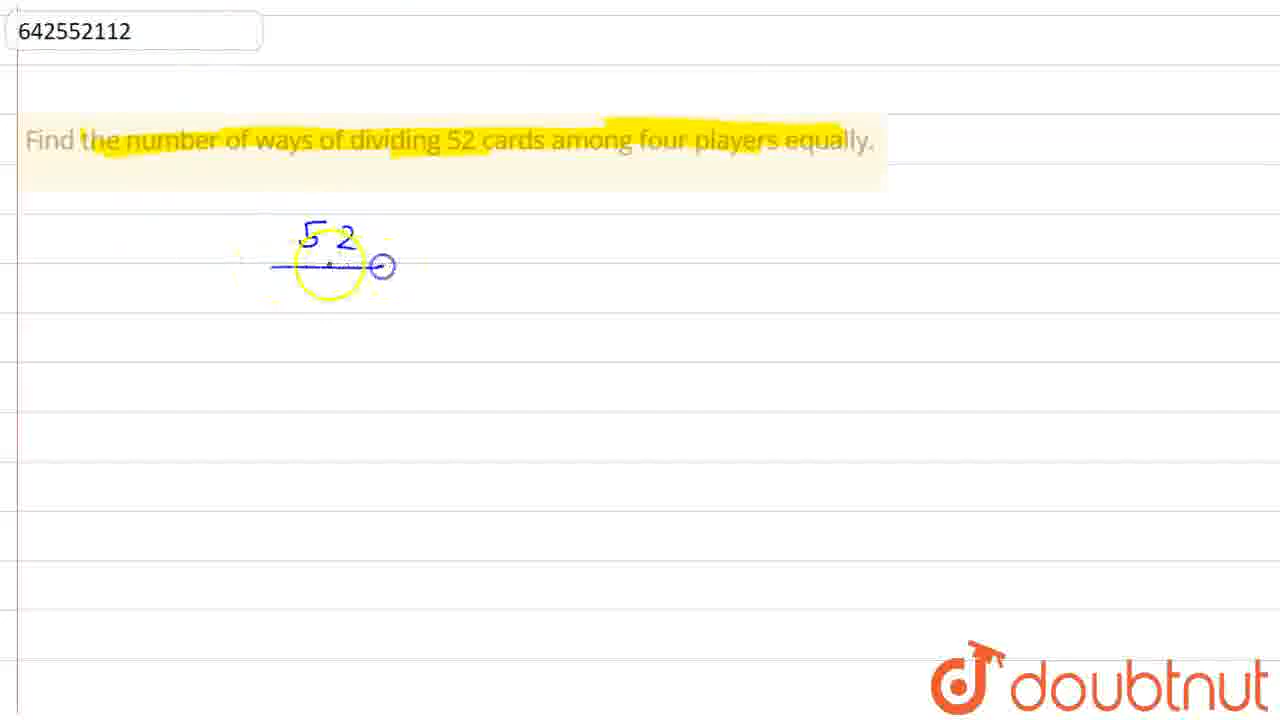 642552112
Find the number of ways of dividing 52 cards among four players equally.
52
doubtnut